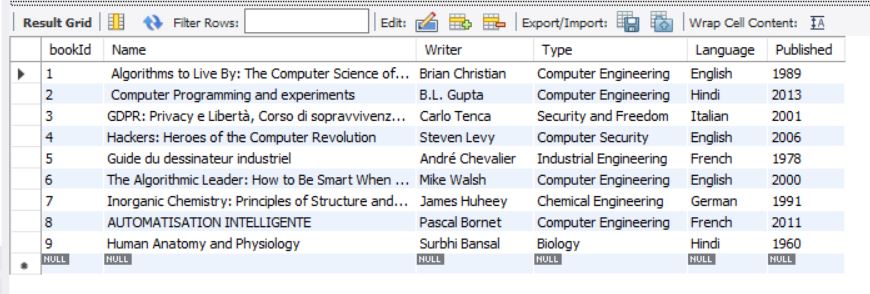 Result Grid Filter Rows: Edit: Export/Import: Wrap Cell Content: IA
bookId Name Writer Type Language Published
1 Algorithms to Live By: The Computer Science of... Brian Christian Computer Engineering English 1989
2 Computer Programming and experiments B.L. Gupta Computer Engineering Hindi 2013
3 GDPR: Privacy e Libertà, Corso di sopravvivenz... Carlo Tenca Security and Freedom Italian 2001
4 Hackers: Heroes of the Computer Revolution Steven Levy Computer Security English 2006
5 Guide du dessinateur industriel André Chevalier Industrial Engineering French 1978
6 The Algorithmic Leader: How to Be Smart When ... Mike Walsh Computer Engineering English 2000
7 Inorganic Chemistry: Principles of Structure and... James Huheey Chemical Engineering German 1991
8 AUTOMATISATION INTELLIGENTE Pascal Bornet Computer Engineering French 2011
9 Human Anatomy and Physiology Surbhi Bansal Biology Hindi 1960
NULL NULL NULL NULL NULL NULL